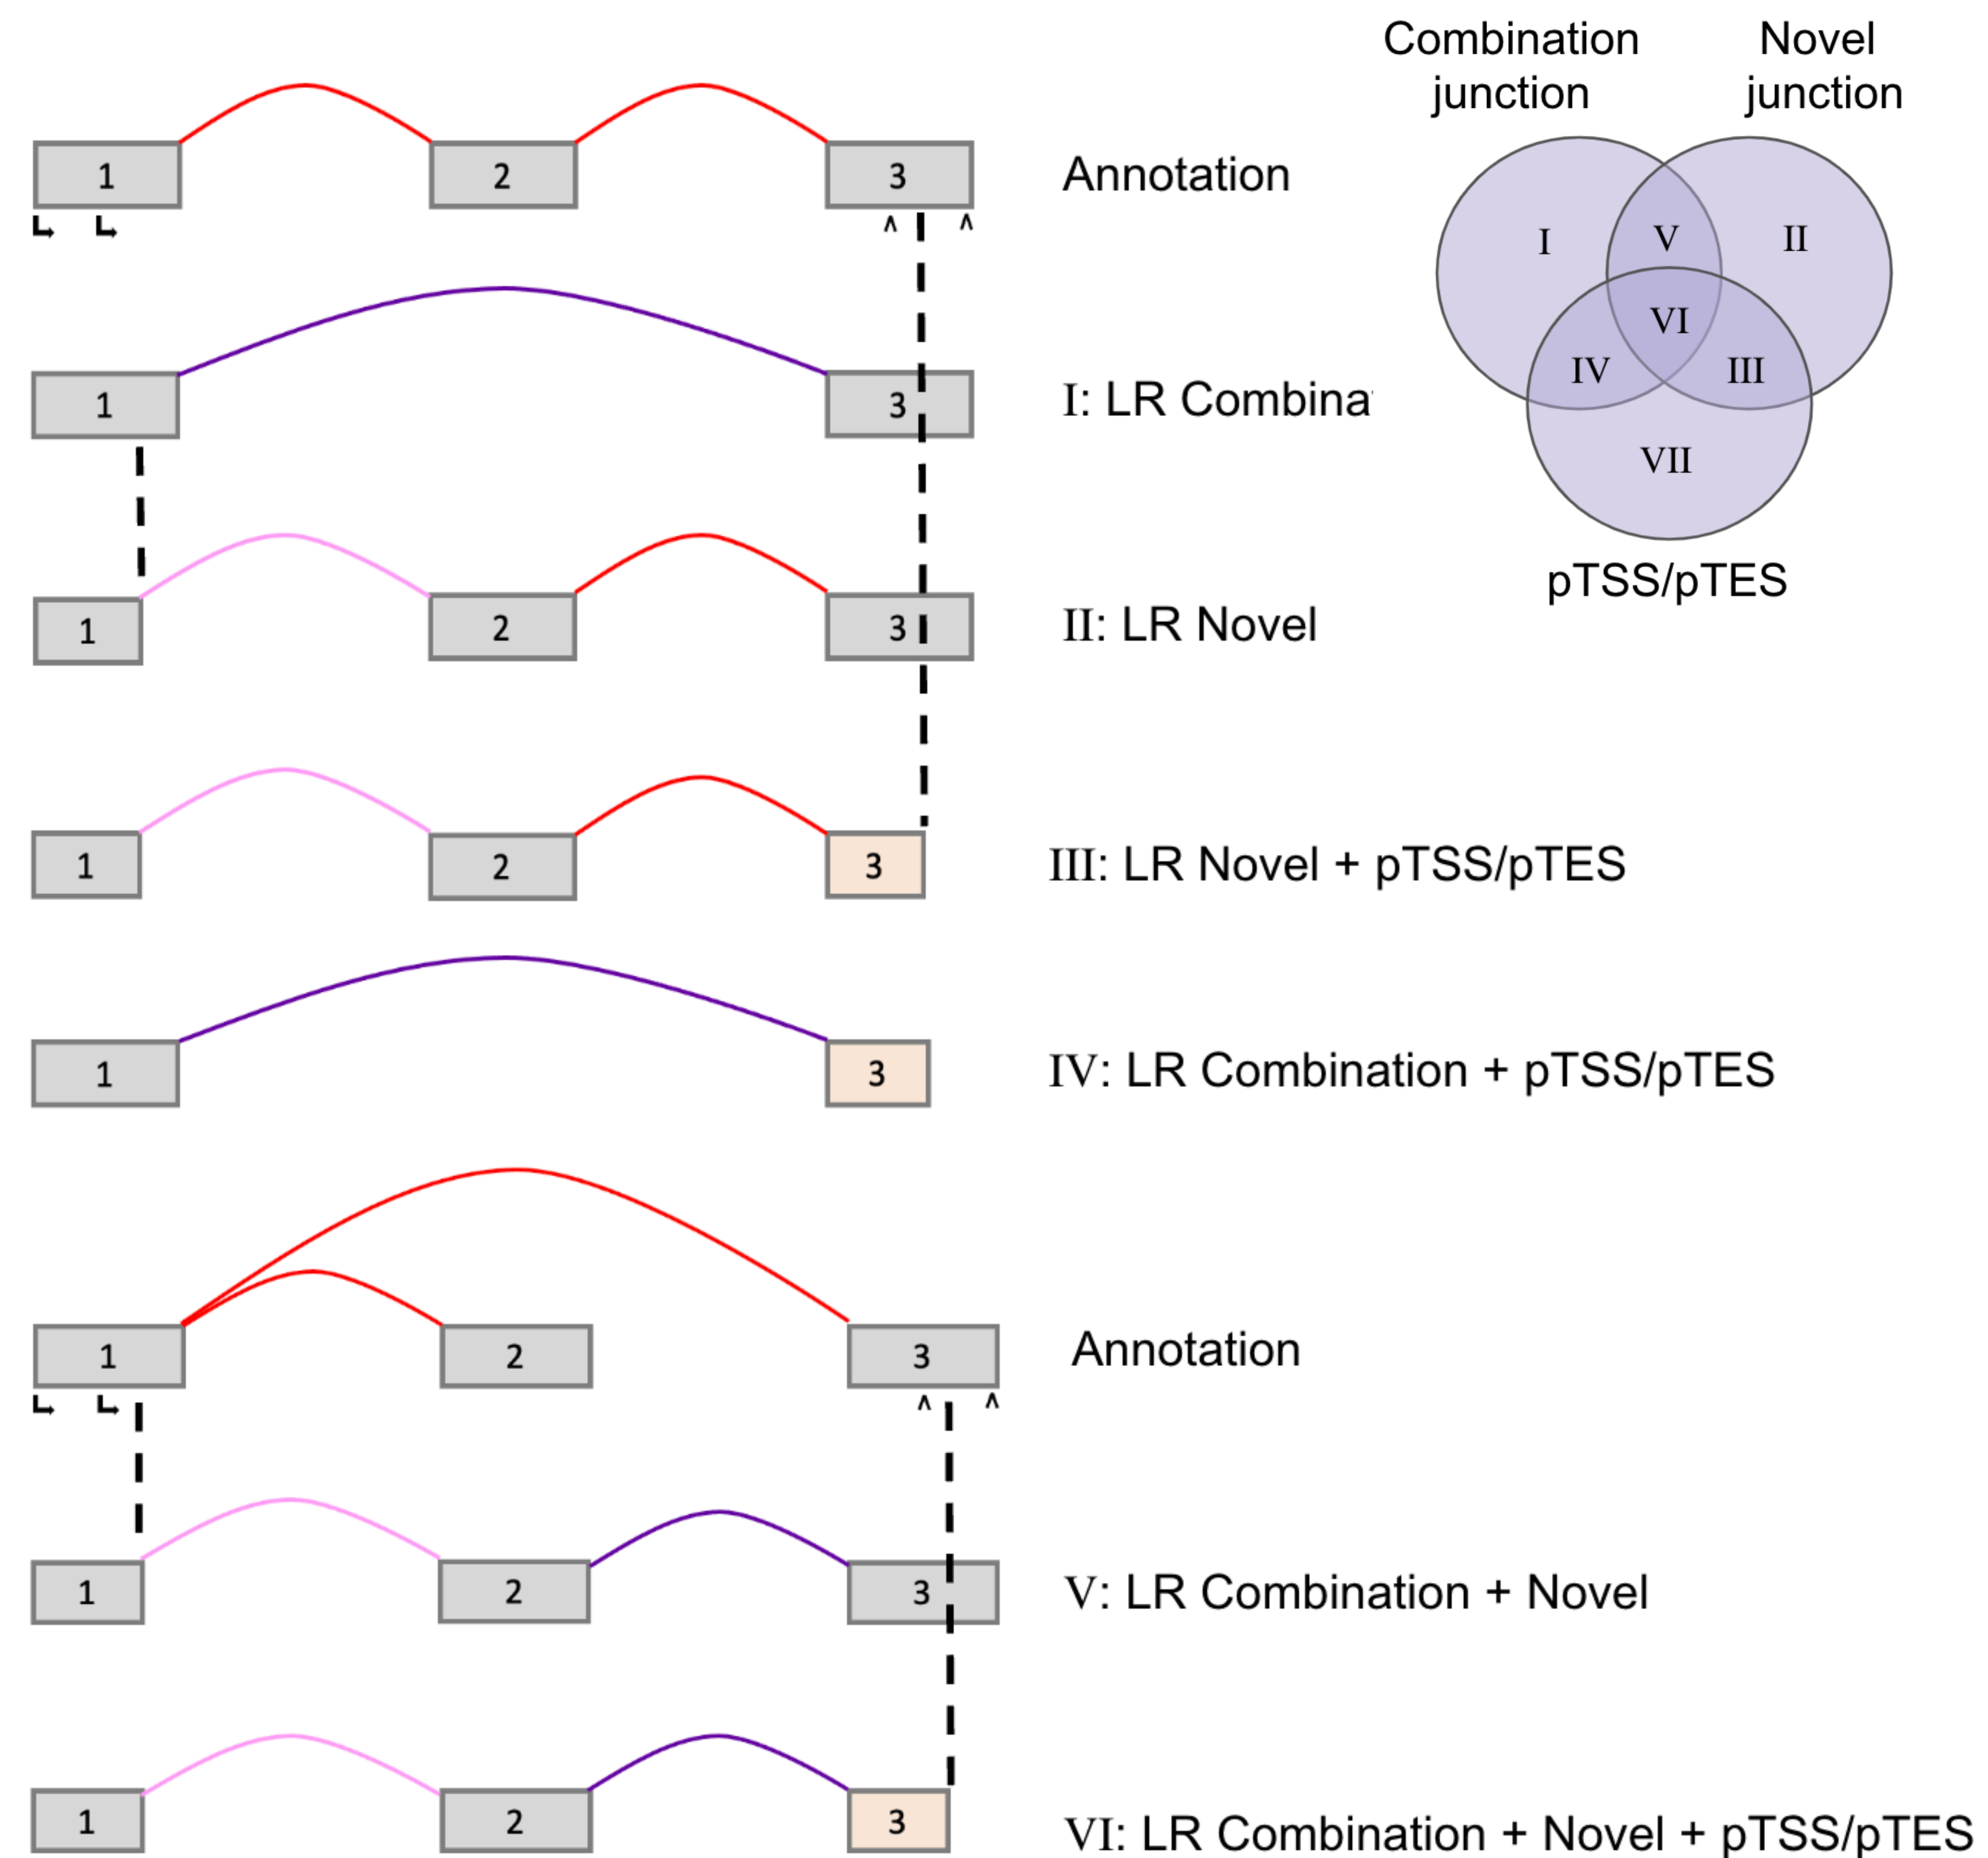 Combination
junction
Novel
junction
1 2 3 Annotation
I V II
VI
IV III
VII
pTSS/pTES
1 3 I: LR Combina
1 2 3 II: LR Novel
1 2 3 III: LR Novel + pTSS/pTES
1 3 IV: LR Combination + pTSS/pTES
1 2 3 Annotation
1 2 3 V: LR Combination + Novel
1 2 3 VI: LR Combination + Novel + pTSS/pTES